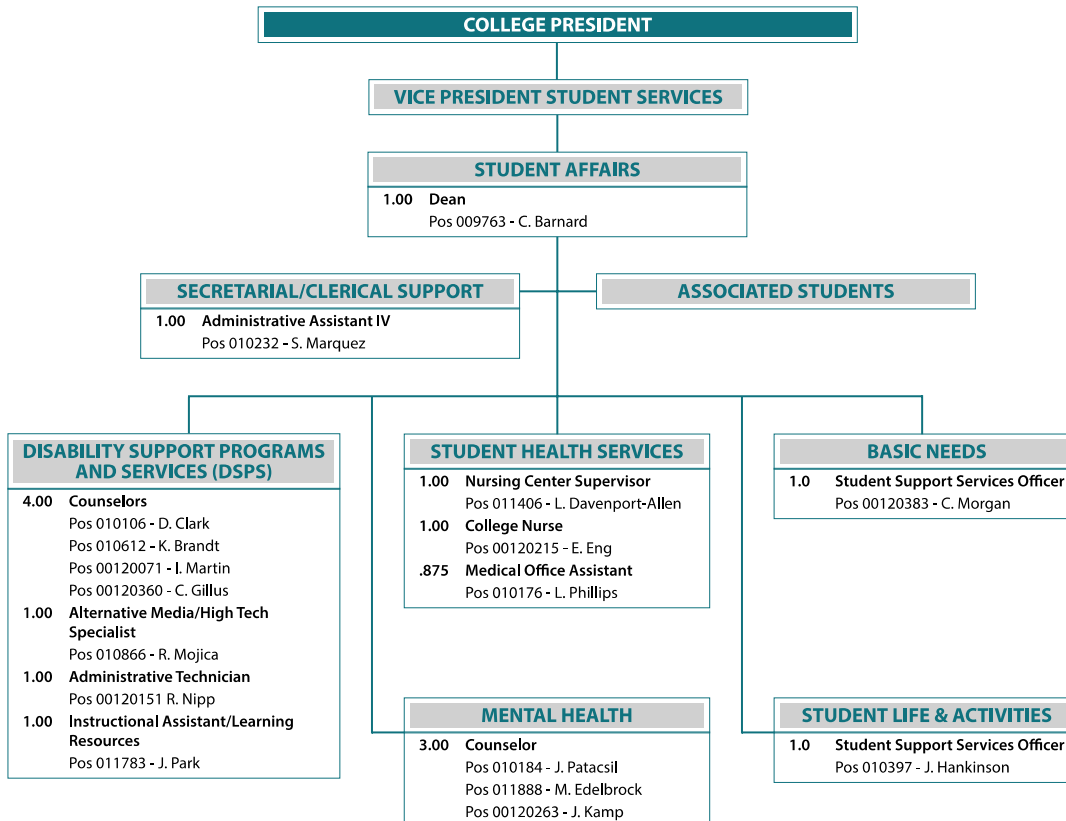 COLLEGE PRESIDENT
VICE PRESIDENT STUDENT SERVICES
STUDENT AFFAIRS
1.00 Dean
Pos 009763 - C. Barnard
SECRETARIAL/CLERICAL SUPPORT
1.00 Administrative Assistant IV
Pos 010232 - S. Marquez
ASSOCIATED STUDENTS
DISABILITY SUPPORT PROGRAMS
AND SERVICES (DSPS)
4.00 Counselors
Pos 010106 - D. Clark
Pos 010612 - K. Brandt
Pos 00120071 - I. Martin
Pos 00120360 - C. Gillus
1.00 Alternative Media/High Tech
Specialist
Pos 010866 - R. Mojica
1.00 Administrative Technician
Pos 00120151 R. Nipp
1.00 Instructional Assistant/Learning
Resources
Pos 011783 - J. Park
STUDENT HEALTH SERVICES
1.00 Nursing Center Supervisor
Pos 011406 - L. Davenport-Allen
1.00 College Nurse
Pos 00120215 - E. Eng
.875 Medical Office Assistant
Pos 010176 - L. Phillips
MENTAL HEALTH
3.00 Counselor
Pos 010184 - J. Patacsil
Pos 011888 - M. Edelbrock
Pos 00120263 - J. Kamp
BASIC NEEDS
1.0 Student Support Services Officer
Pos 00120383 - C. Morgan
STUDENT LIFE & ACTIVITIES
1.0 Student Support Services Officer
Pos 010397 - J. Hankinson